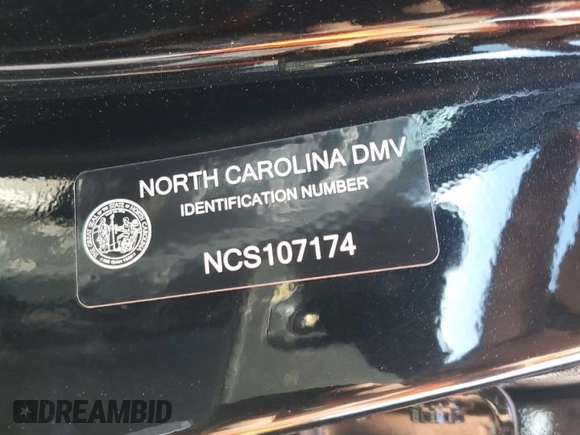 NORTH CAROLINA DMV
IDENTIFICATION NUMBER
NCS107174
DREAMBID